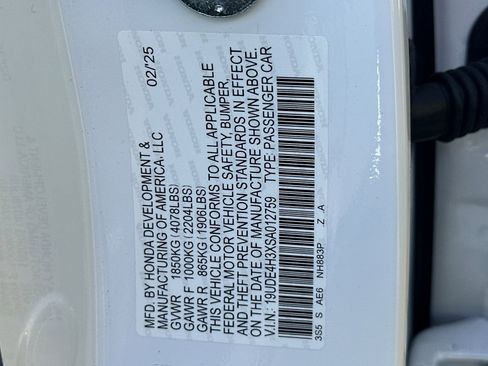 MFD. BY HONDA DEVELOPMENT & 02/'25
MANUFACTURING OF AMERICA, LLC
GVWR 1850KG(4078LBS)
GAWR F 1000KG(2204LBS)
GAWR R 865KG(1906LBS)
THIS VEHICLE CONFORMS TO ALL APPLICABLE
FEDERAL MOTOR VEHICLE SAFETY, BUMPER,
AND THEFT PREVENTION STANDARDS IN EFFECT
ON THE DATE OF MANUFACTURE SHOWN ABOVE.
V.I.N.: 19UDE4H3XSA012759 TYPE:PASSENGER CAR
3S5 S AE6 NH883P Z A